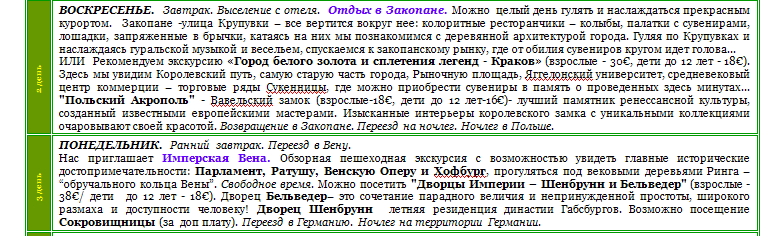 ВОСКРЕСЕНЬЕ. Завтрак. Выселение с отеля. Отдых в Закопане. Можно целый день гулять и наслаждаться прекрасным
курортом. Закопане -улица Крупувки – все вертится вокруг нее: колоритные ресторанчики – колыбы, палатки с сувенирами,
лошадки, запряженные в брычки, катаясь на них мы познакомимся с деревянной архитектурой города. Гуляя по Крупувках и
наслаждаясь гуральской музыкой и весельем, спускаемся к закопанскому рынку, где от обилия сувениров кругом идет голова...
ИЛИ Рекомендуем экскурсию «Город белого золота и сплетения легенд - Краков» (взрослые - 30€, дети до 12 лет - 18€).
Здесь мы увидим Королевский путь, самую старую часть города, Рыночную площадь, Яггелонский университет, средневековый
центр коммерции – торговые ряды Сукенницы, где можно приобрести сувениры в память о проведенных здесь минутах...
"Польский Акрополь" - Вавельский замок (взрослые-18€, дети до 12 лет-16€)- лучший памятник ренессансной культуры,
созданный известными европейскими мастерами. Изысканные интерьеры королевского замка с уникальными коллекциями
очаровывают своей красотой. Возвращение в Закопане. Переезд на ночлег. Ночлег в Польше.
2 день
ПОНЕДЕЛЬНИК. Ранний завтрак. Переезд в Вену.
Нас приглашает Имперская Вена. Обзорная пешеходная экскурсия с возможностью увидеть главные исторические
достопримечательности: Парламент, Ратушу, Венскую Оперу и Хофбург, прогуляться под вековыми деревьями Ринга –
“обручального кольца Вены”. Свободное время. Можно посетить "Дворцы Империи – Шенбрунн и Бельведер" (взрослые -
38€/ дети до 12 лет - 18€). Дворец Бельведер– это сочетание парадного величия и непринужденной простоты, широкого
размаха и доступности человеку! Дворец Шенбрунн летняя резиденция династии Габсбургов. Возможно посещение
Сокровищницы (за доп плату). Переезд в Германию. Ночлег на территории Германии.
3 день